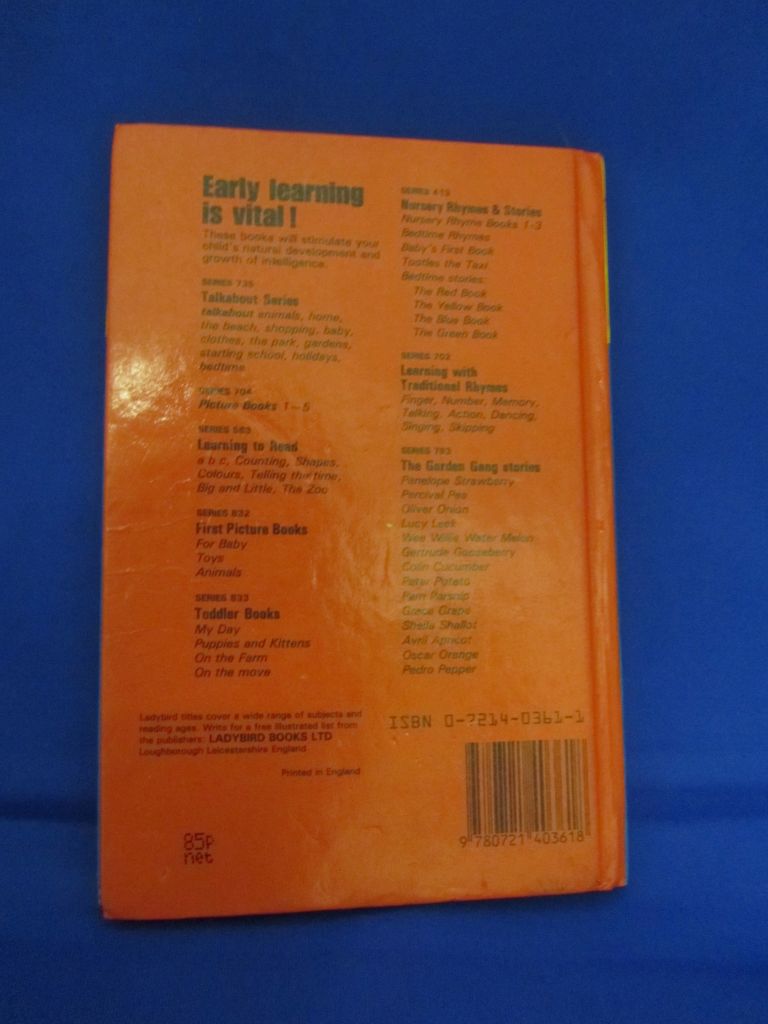 Early learning
is vital!
These books will stimulate your
child's natural development and
growth of intelligence.
SERIES 735
Talkabout Series
talkabout animals, home,
the beach, shopping, baby,
clothes, the park, gardens,
starting school, holidays,
bedtime
SERIES 704
Picture Books 1–5
SERIES 563
Learning to Read
a b c, Counting, Shapes,
Colours, Telling the time,
Big and Little, The Zoo
SERIES 832
First Picture Books
For Baby
Toys
Animals
SERIES 833
Toddler Books
My Day
Puppies and Kittens
On the Farm
On the move
SERIES 413
Nursery Rhymes & Stories
Nursery Rhyme Books 1-3
Bedtime Rhymes
Baby's First Book
Tootles the Taxi
Bedtime stories:
The Red Book
The Yellow Book
The Blue Book
The Green Book
SERIES 702
Learning with
Traditional Rhymes
Finger, Number, Memory,
Talking, Action, Dancing,
Singing, Skipping
SERIES 793
The Garden Gang stories
Penelope Strawberry
Percival Pea
Oliver Onion
Lucy Leek
Wee Willie Water Melon
Gertrude Gooseberry
Colin Cucumber
Peter Potato
Pam Parsnip
Grace Grape
Sheila Shallot
Avril Apricot
Oscar Orange
Pedro Pepper
Ladybird titles cover a wide range of subjects and
reading ages. Write for a free illustrated list from
the publishers: LADYBIRD BOOKS LTD
Loughborough Leicestershire England
Printed in England
85p
net
ISBN 0-7214-0361-1
9 780721 403618